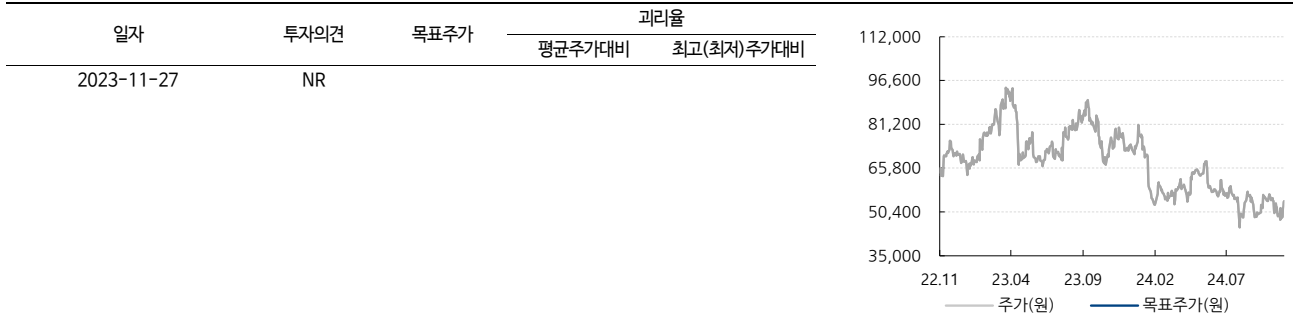 일자 투자의견 목표주가 괴리율
평균주가대비 최고(최저)주가대비
2023-11-27 NR
112,000
96,600
81,200
65,800
50,400
35,000
22.11 23.04 23.09 24.02 24.07
주가(원) 목표주가(원)